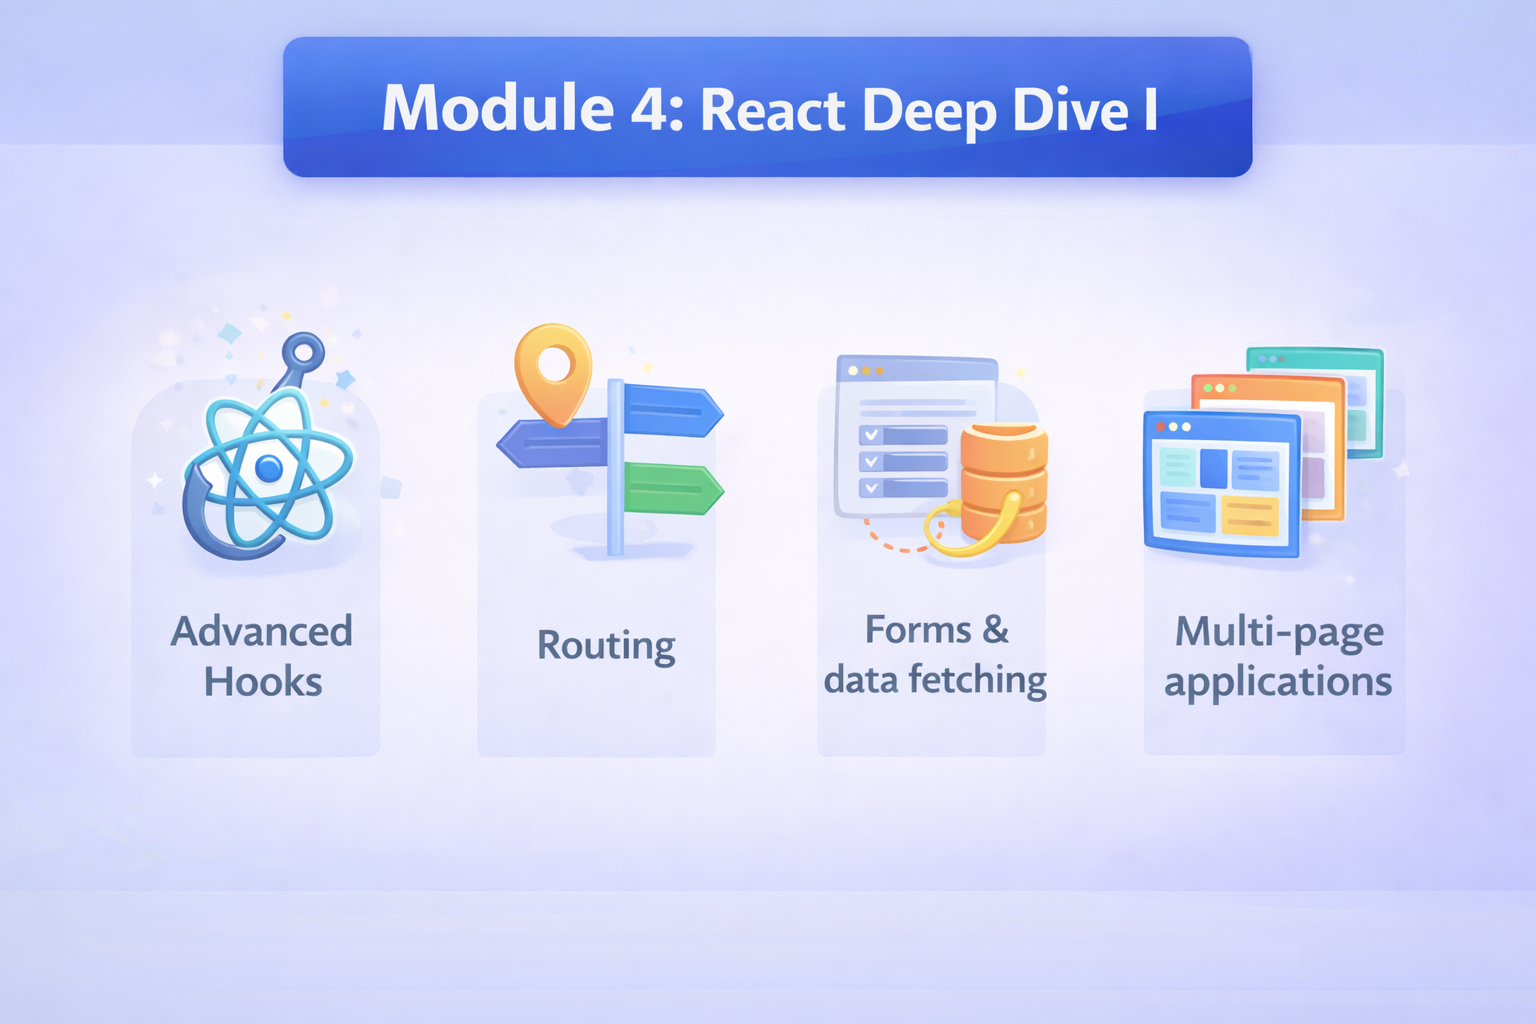 Module 4: React Deep Dive I
Advanced
Hooks
Routing
Forms &
data fetching
Multi-page
applications